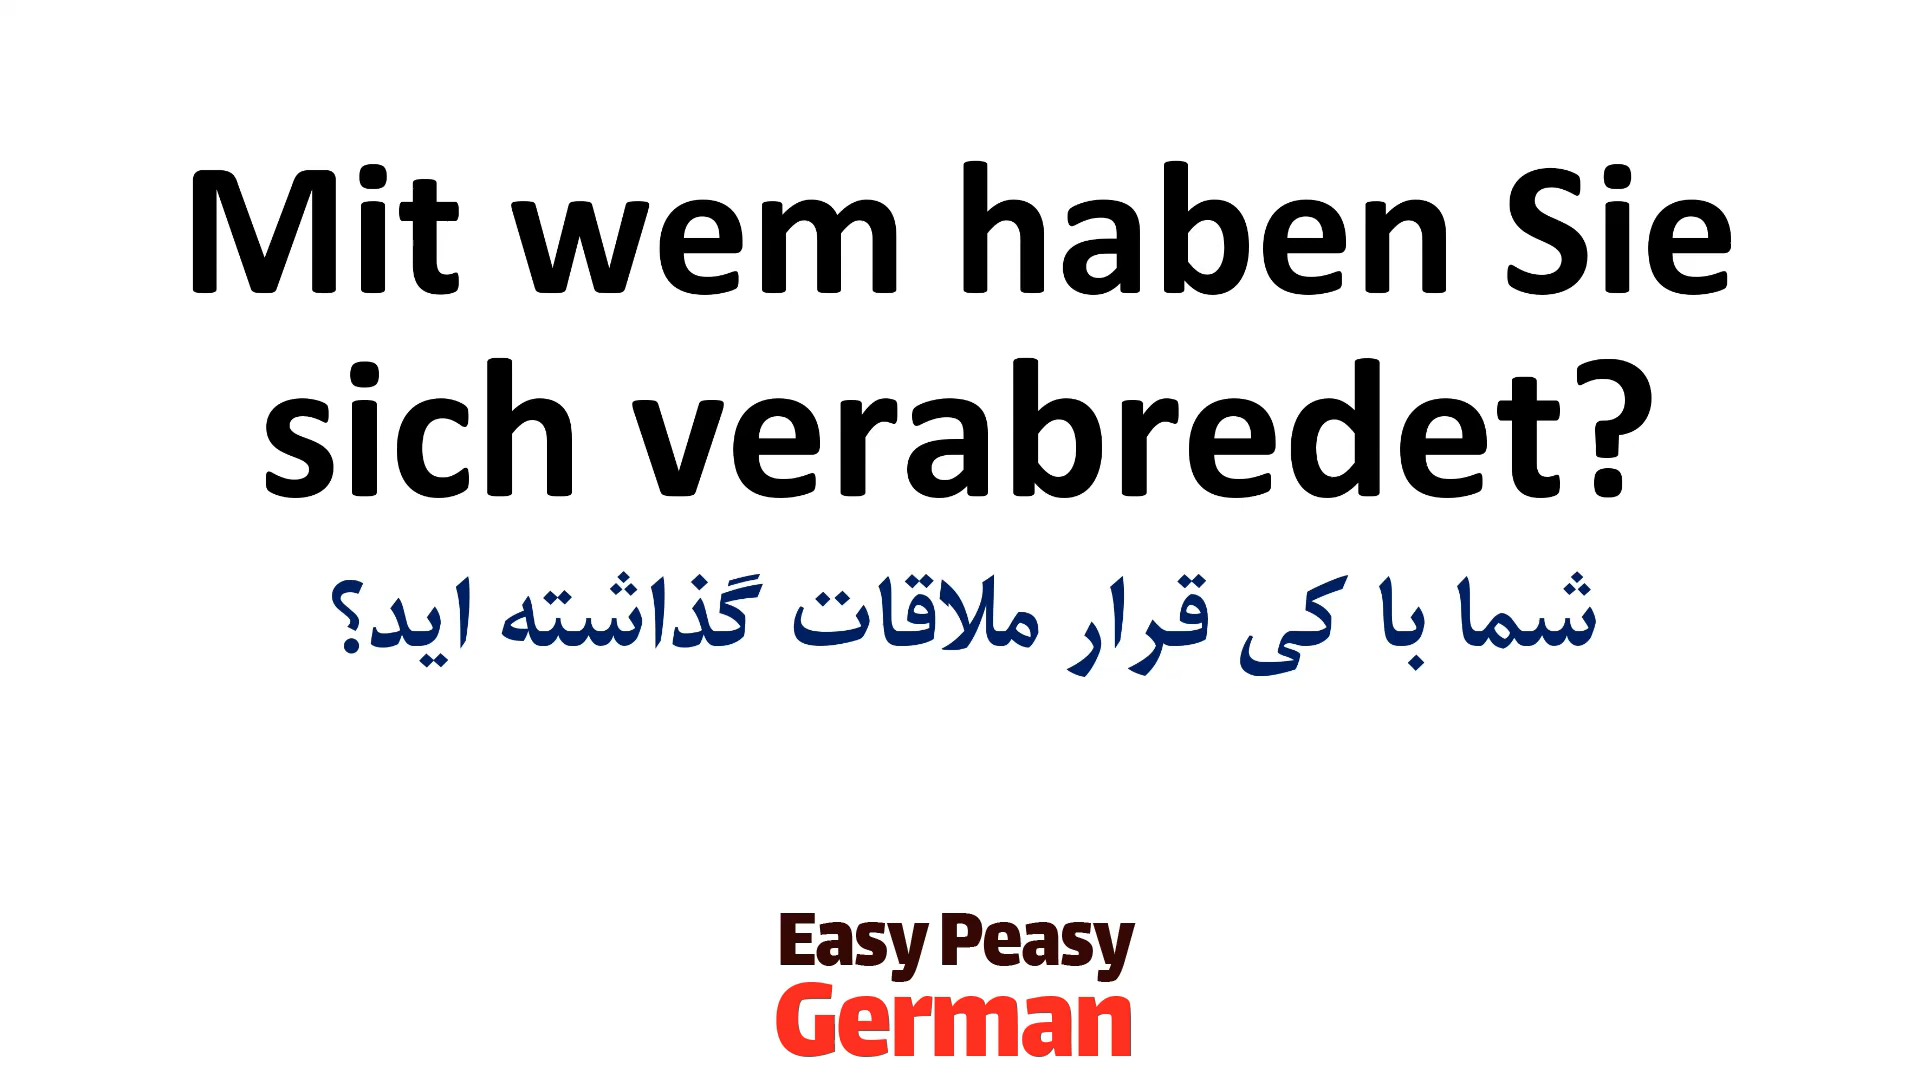 Mit wem haben Sie
sich verabredet?
شما با کی قرار ملاقات گذاشته اید؟
Easy Peasy
German